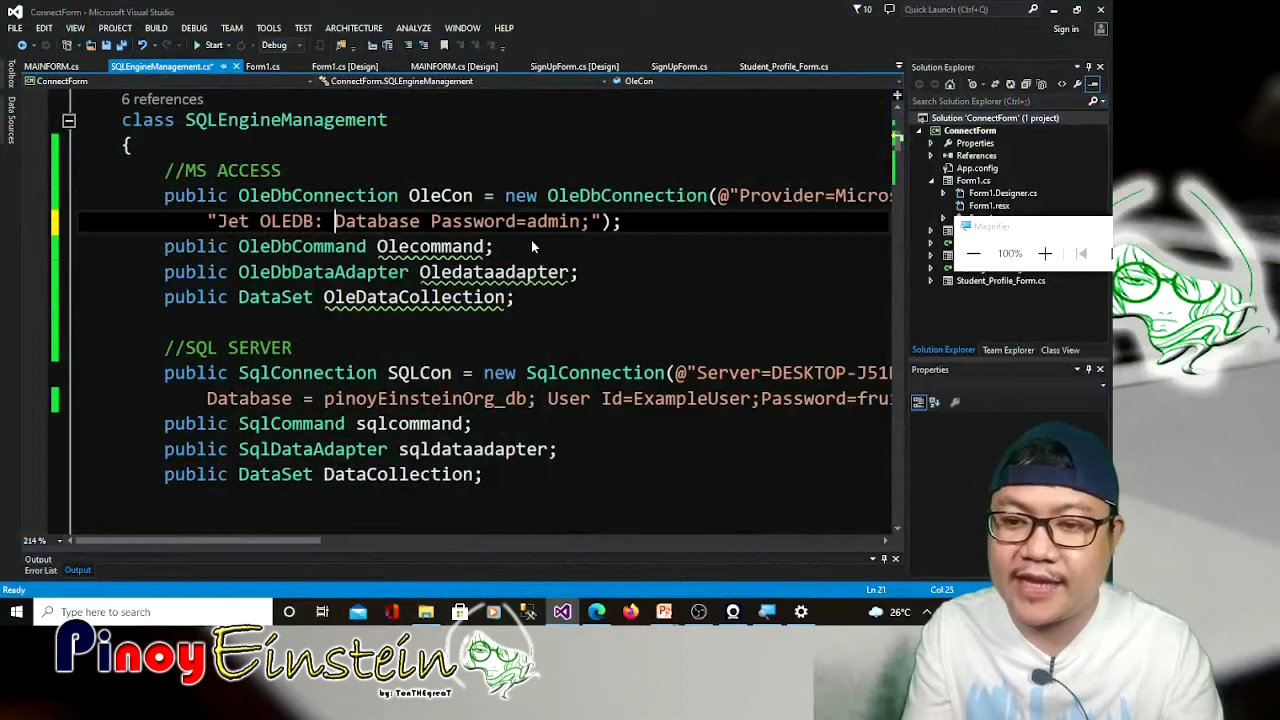 ConnectForm - Microsoft Visual Studio
10
Quick Launch (Ctrl+Q)
FILE EDIT VIEW PROJECT BUILD DEBUG TEAM TOOLS TEST ARCHITECTURE ANALYZE WINDOW HELP
Sign in
Start Debug
MAINFORM.cs SQLEngineManagement.cs* Form1.cs Form1.cs [Design] MAINFORM.cs [Design] SignUpForm.cs [Design] SignUpForm.cs Student_Profile_Form.cs
Toolbox
Data Sources
ConnectForm ConnectForm.SQLEngineManagement OleCon
6 references
class SQLEngineManagement
{
//MS ACCESS
public OleDbConnection OleCon = new OleDbConnection(@"Provider=Micros
"Jet OLEDB: Database Password=admin;");
public OleDbCommand Olecommand;
public OleDbDataAdapter Oledataadapter;
public DataSet OleDataCollection;
//SQL SERVER
public SqlConnection SQLCon = new SqlConnection(@"Server=DESKTOP-J51
Database = pinoyEinsteinOrg_db; User Id=ExampleUser;Password=frui
public SqlCommand sqlcommand;
public SqlDataAdapter sqldataadapter;
public DataSet DataCollection;
214 %
Output
Error List Output
Ready Ln 21 Col 25
Solution Explorer
Search Solution Explorer (Ctrl+;)
Solution 'ConnectForm' (1 project)
ConnectForm
Properties
References
App.config
Form1.cs
Form1.Designer.cs
Form1.resx
Magnifier
100%
Student_Profile_Form.cs
Solution Explorer Team Explorer Class View
Properties
Type here to search
26°C
PinoyEinstein
by: TonTHEgreaT